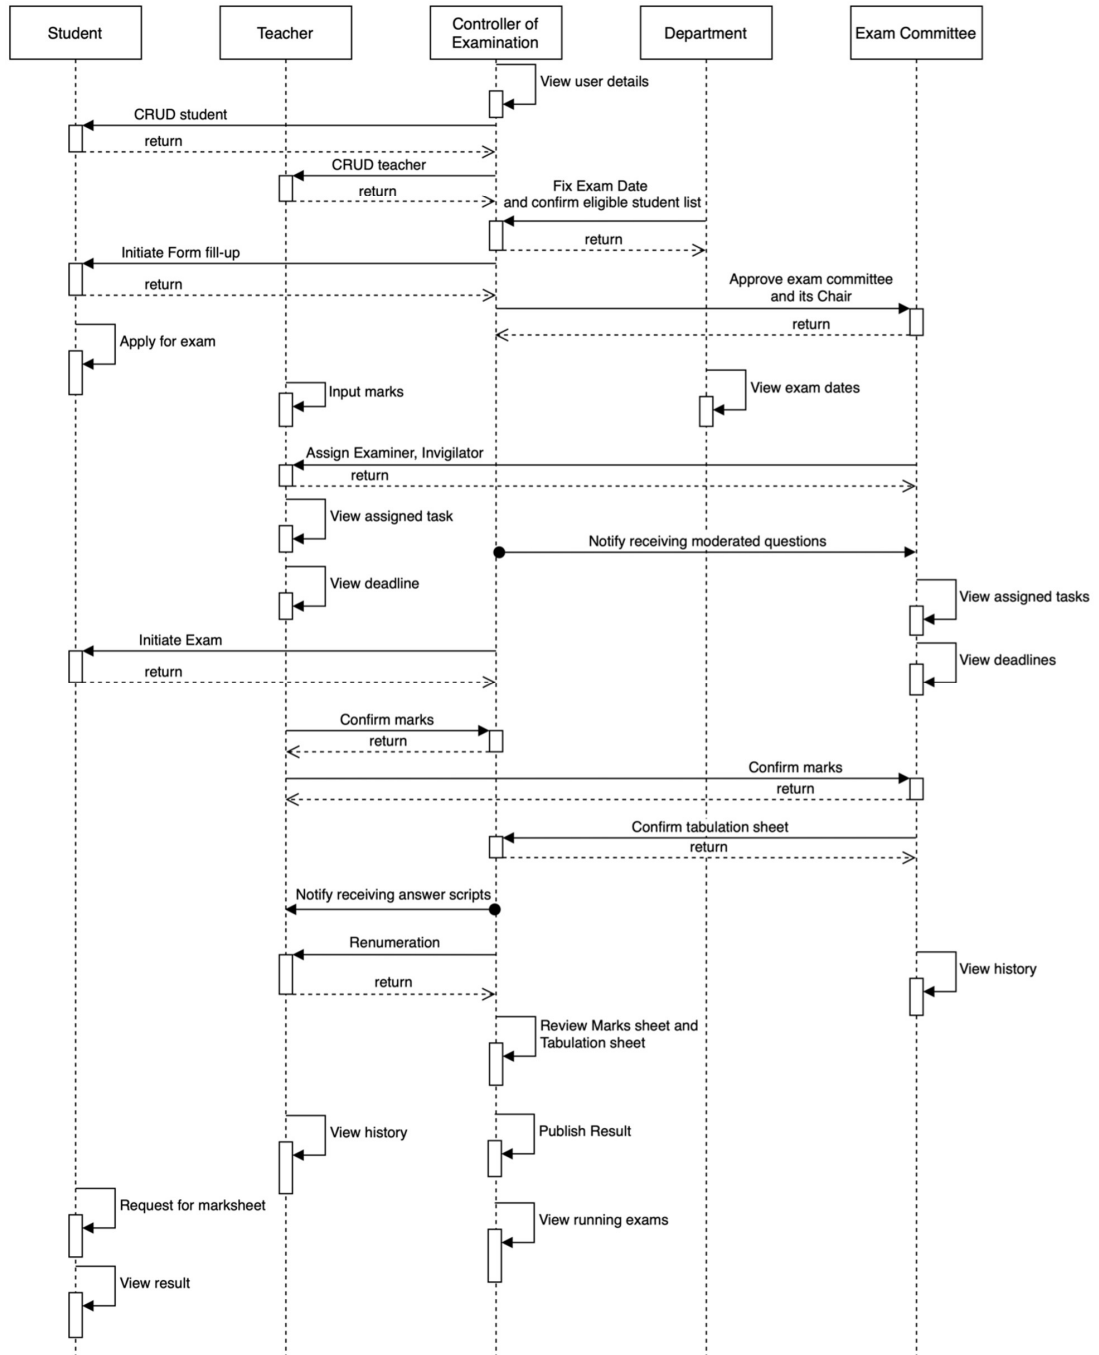 Student
Teacher
Controller of
Examination
Department
Exam Committee
View user details
CRUD student
return
CRUD teacher
return
Fix Exam Date
and confirm eligible student list
return
Initiate Form fill-up
return
Approve exam committee
and its Chair
return
Apply for exam
View exam dates
Input marks
Assign Examiner, Invigilator
return
View assigned task
Notify receiving moderated questions
View deadline
View assigned tasks
Initiate Exam
View deadlines
return
Confirm marks
return
Confirm marks
return
Confirm tabulation sheet
return
Notify receiving answer scripts
Renumeration
View history
return
Review Marks sheet and
Tabulation sheet
View history
Publish Result
Request for marksheet
View running exams
View result